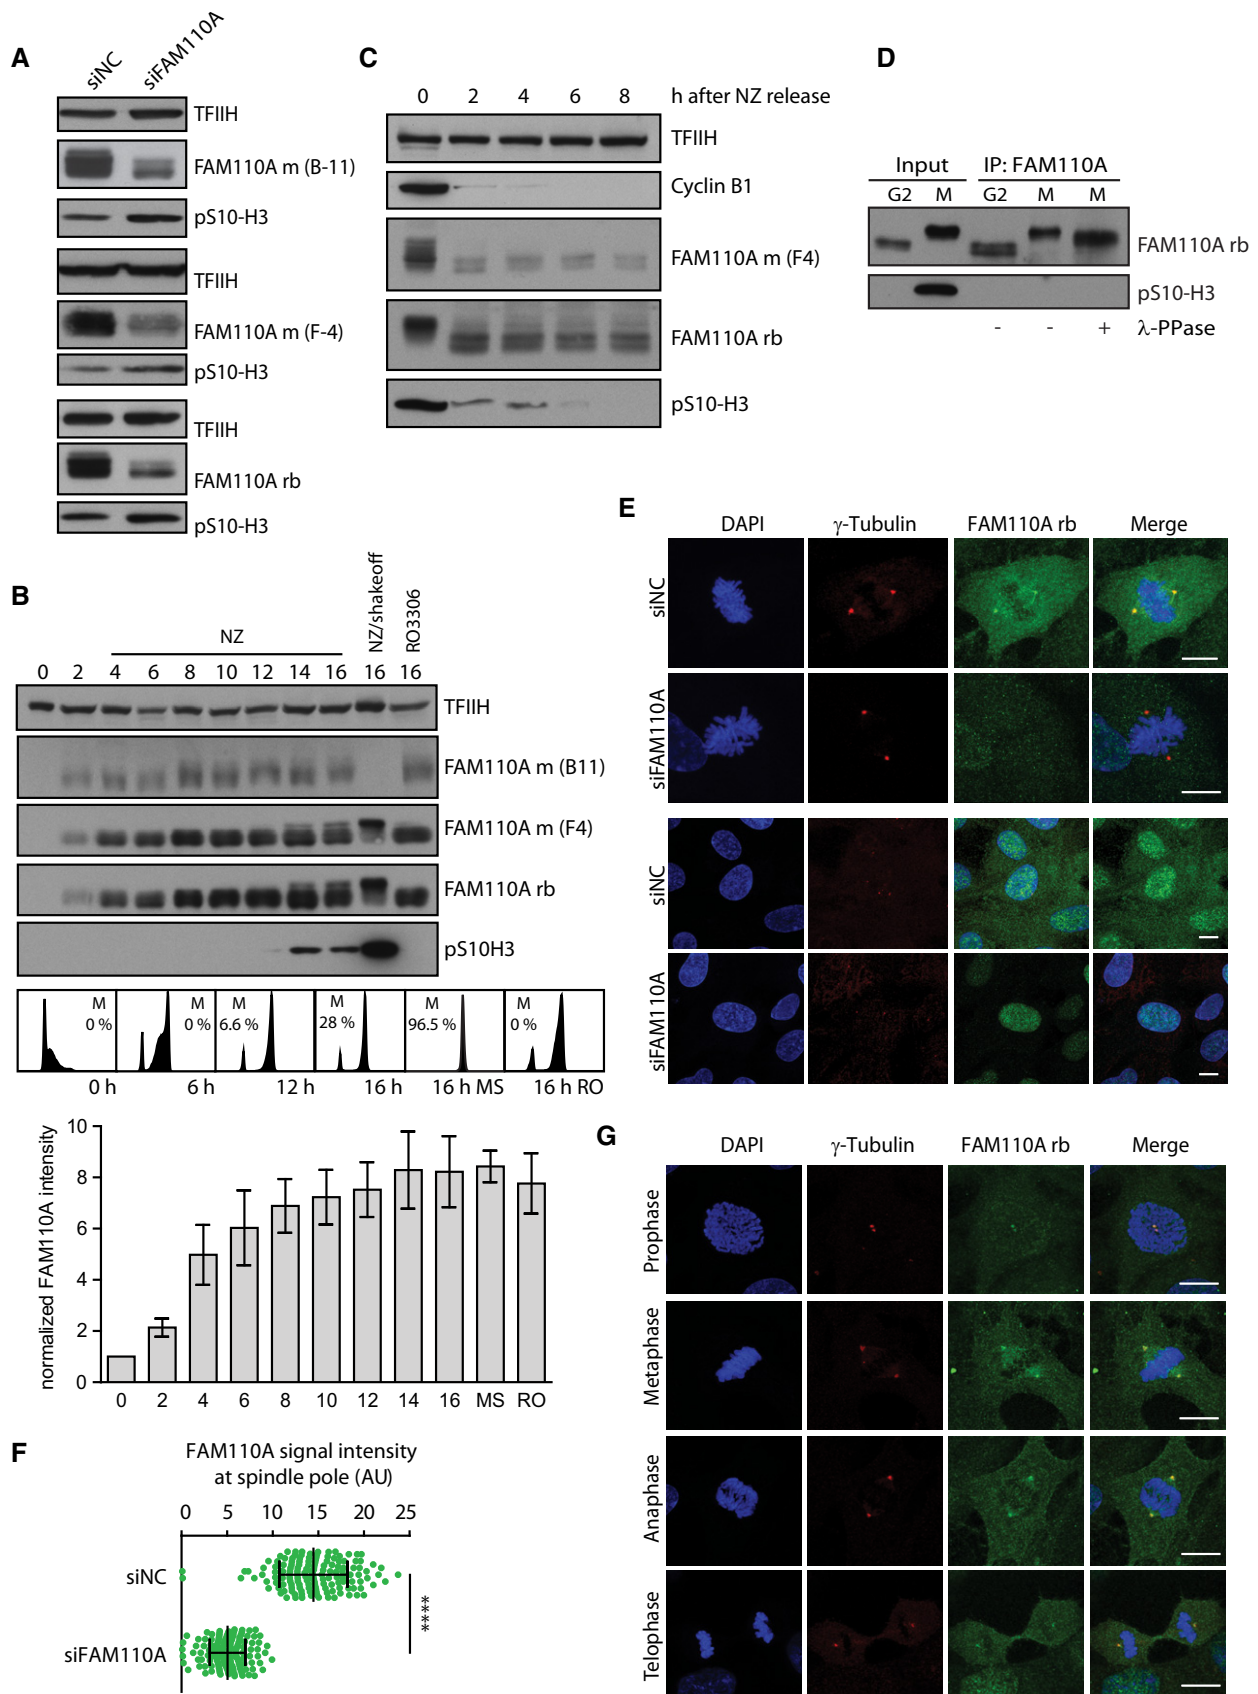 A
siNC
siFAM110A
TFIIH
FAM110A m (B-11)
pS10-H3
TFIIH
FAM110A m (F-4)
pS10-H3
TFIIH
FAM110A rb
pS10-H3
B
NZ
NZ/shakeoff
RO3306
0 2 4 6 8 10 12 14 16 16 16
TFIIH
FAM110A m (B11)
FAM110A m (F4)
FAM110A rb
pS10H3
M M M M M M
0 % 0 % 6.6 % 28 % 96.5 % 0 %
0 h 6 h 12 h 16 h 16 h MS 16 h RO
normalized FAM110A intensity
10
8
6
4
2
0
0 2 4 6 8 10 12 14 16 MS RO
C
0 2 4 6 8 h after NZ release
TFIIH
Cyclin B1
FAM110A m (F4)
FAM110A rb
pS10-H3
D
Input IP: FAM110A
G2 M G2 M M
FAM110A rb
pS10-H3
- - + λ-PPase
E
DAPI γ-Tubulin FAM110A rb Merge
siNC
siFAM110A
siNC
siFAM110A
F
FAM110A signal intensity
at spindle pole (AU)
0 5 10 15 20 25
siNC
siFAM110A
****
G
DAPI γ-Tubulin FAM110A rb Merge
Prophase
Metaphase
Anaphase
Telophase